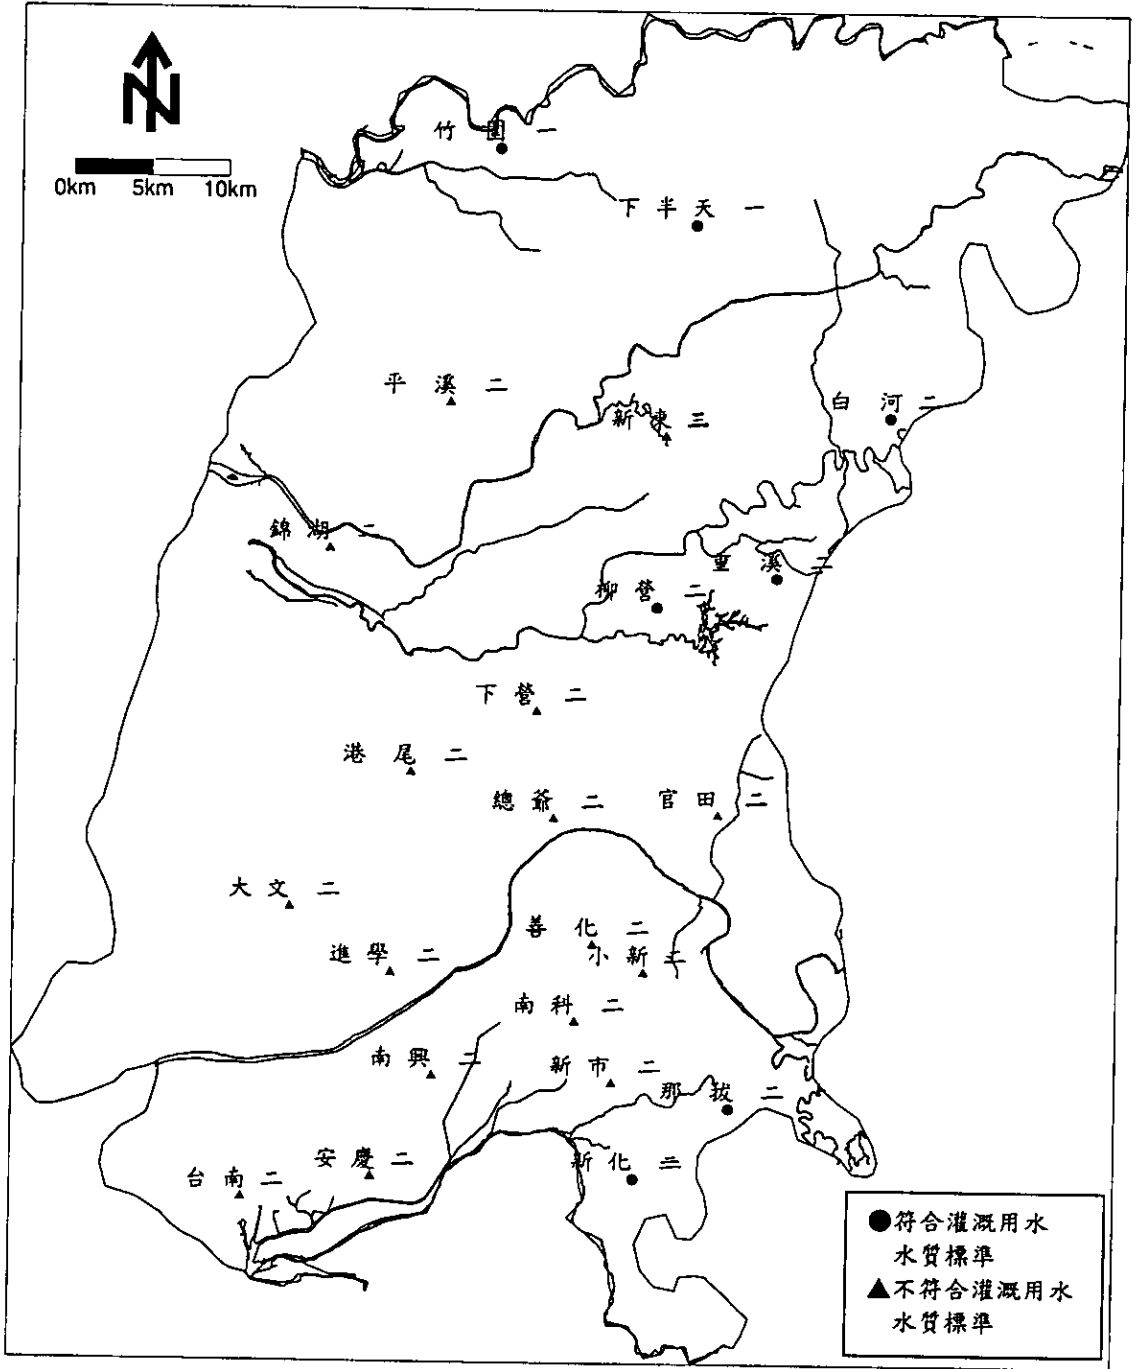 N
0km 5km 10km
竹園一
下半天一
平溪二
新東三
白河二
錦湖二
重溪二
柳營二
下營二
港尾二
總爺二
官田二
大文二
善化二
進學二
小新二
南科二
南興二
新市二
那拔二
安慶二
新化三
台南二
●符合灌溉用水
水質標準
▲不符合灌溉用水
水質標準